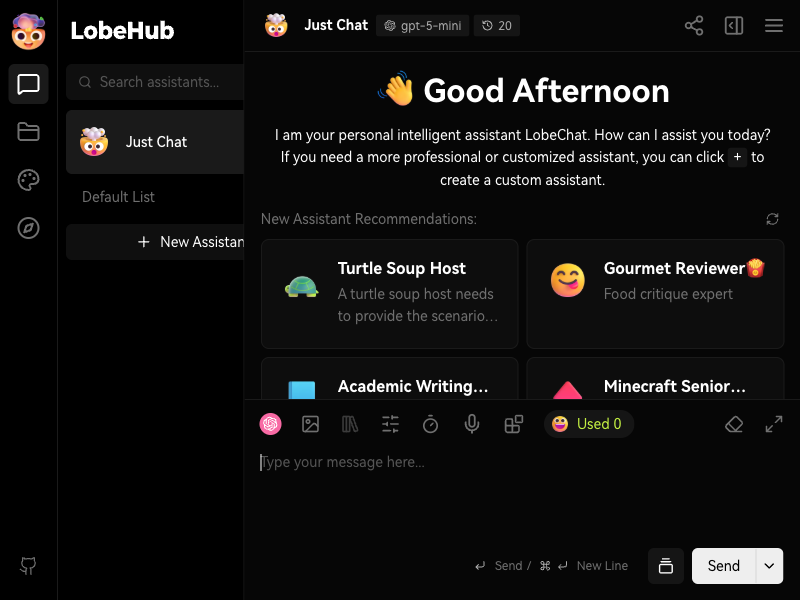 LobeHub
Search assistants...
Just Chat
Default List
New Assistan
Just Chat
gpt-5-mini
20
Good Afternoon
I am your personal intelligent assistant LobeChat. How can I assist you today?
If you need a more professional or customized assistant, you can click + to
create a custom assistant.
New Assistant Recommendations:
Turtle Soup Host
A turtle soup host needs
to provide the scenario…
Gourmet Reviewer🍟
Food critique expert
Academic Writing…
Minecraft Senior…
Used 0
Type your message here...
Send / ⌘ New Line
Send